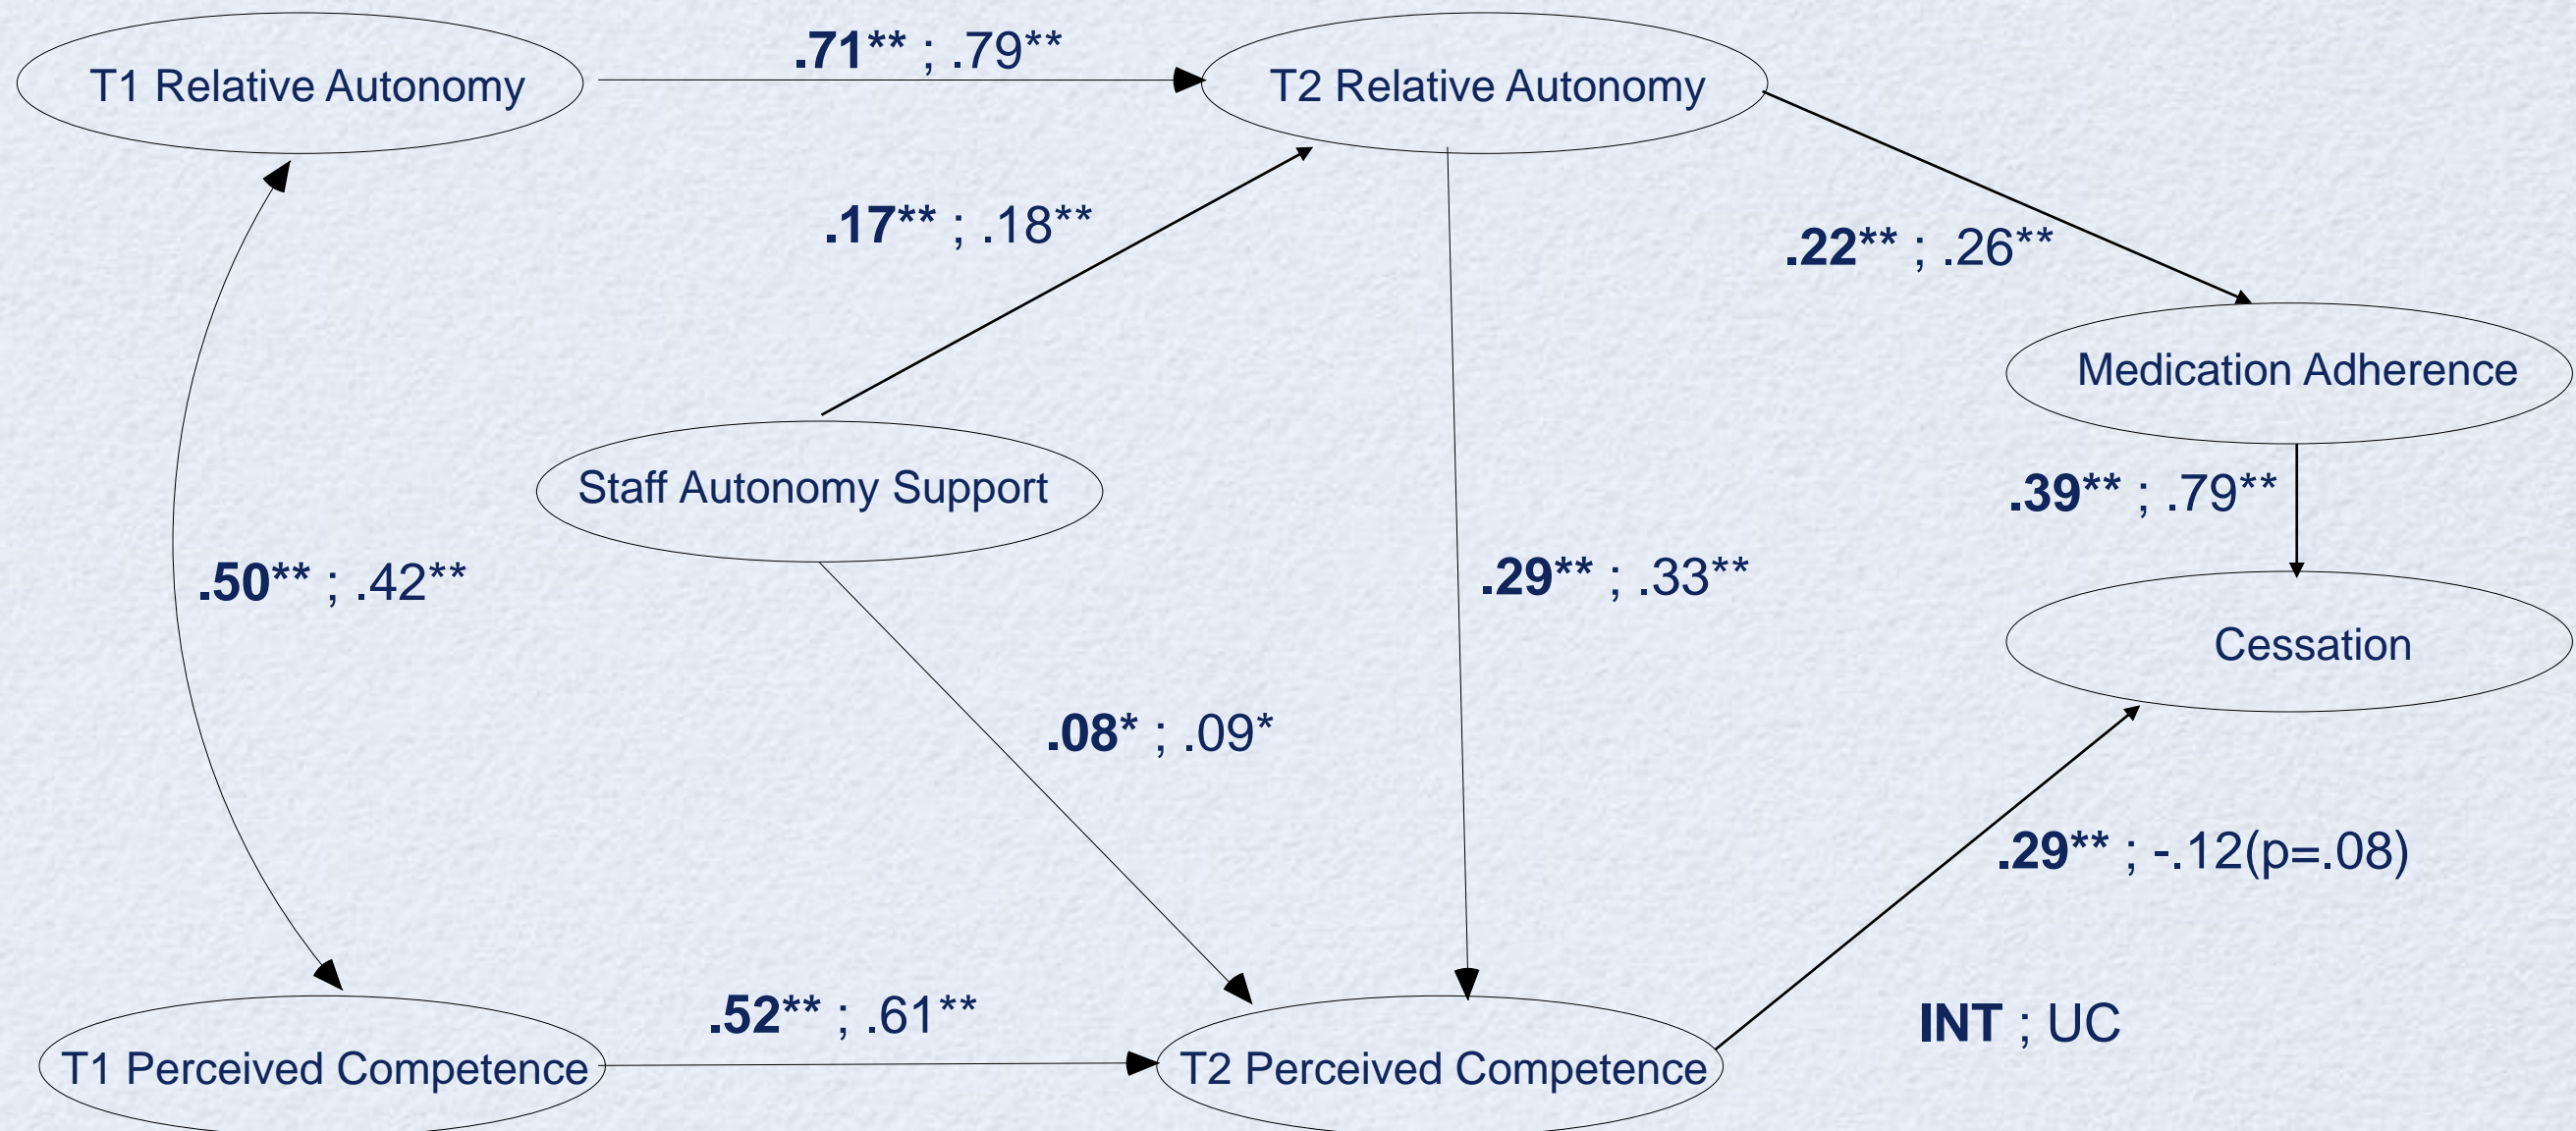 .71** ; .79**
T1 Relative Autonomy
T2 Relative Autonomy
.17** ; .18**
.22** ; .26**
Medication Adherence
Staff Autonomy Support
.39** ; .79**
.50** ; .42**
.29** ; .33**
Cessation
.08* ; .09*
.29** ; -.12(p=.08)
.52** ; .61**
INT ; UC
T1 Perceived Competence
T2 Perceived Competence